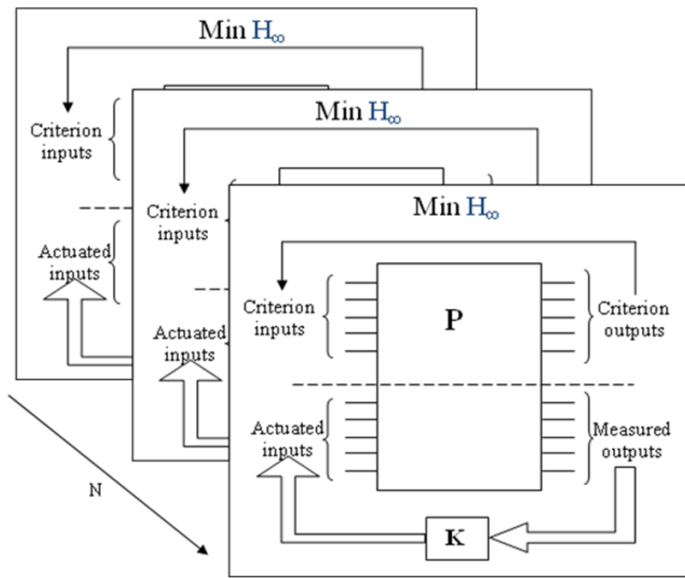 Min H∞
Criterion
inputs
Actuated
inputs
Min H∞
Criterion
inputs
Actuated
inputs
Min H∞
Criterion
inputs
P
Criterion
outputs
Actuated
inputs
Measured
outputs
K
N